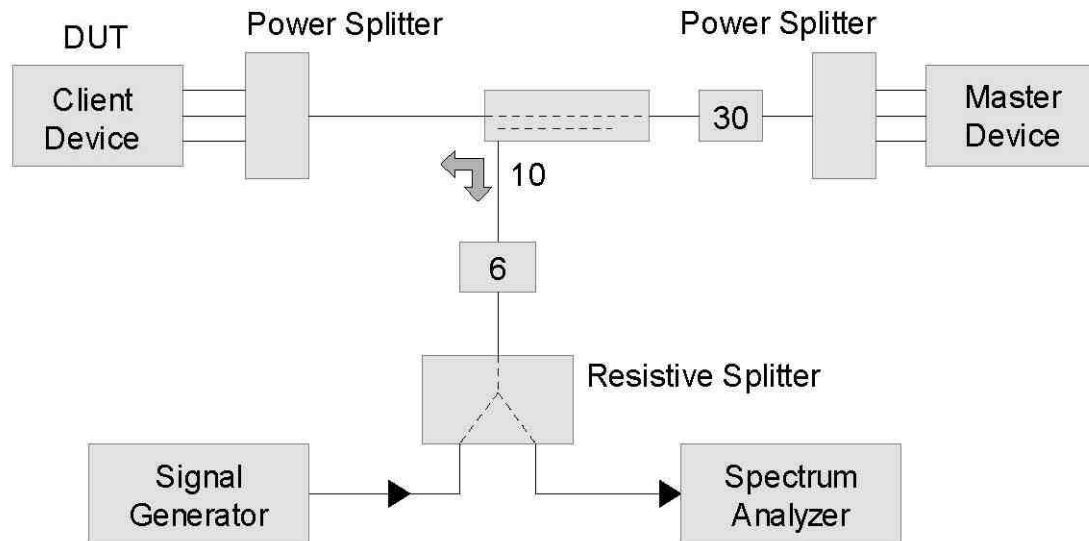 DUT
Power Splitter
Power Splitter
Client
Device
30
Master
Device
10
6
Resistive Splitter
Signal
Generator
Spectrum
Analyzer